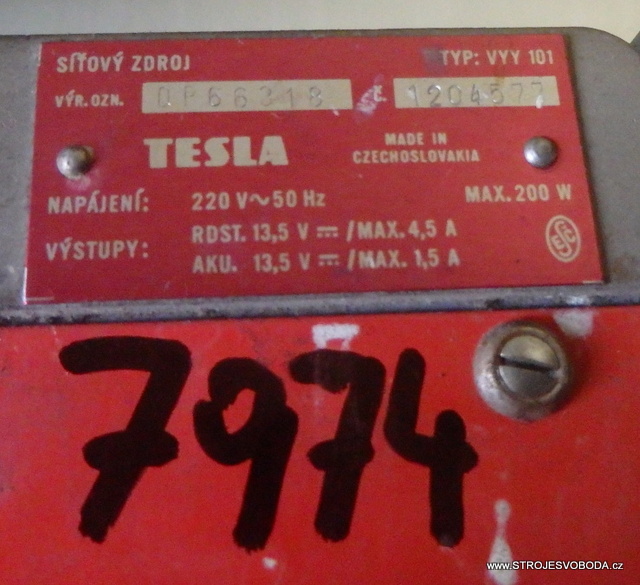 SÍŤOVÝ ZDROJ TYP: VYY 101
VÝR. OZN. QP66318 č. 1204577
TESLA MADE IN CZECHOSLOVAKIA
NAPÁJENÍ: 220 V~50 Hz MAX. 200 W
VÝSTUPY: RDST. 13,5 V ⎓ /MAX. 4,5 A
AKU. 13,5 V ⎓ /MAX. 1,5 A
ESČ
7974
www.STROJESVOBODA.cz